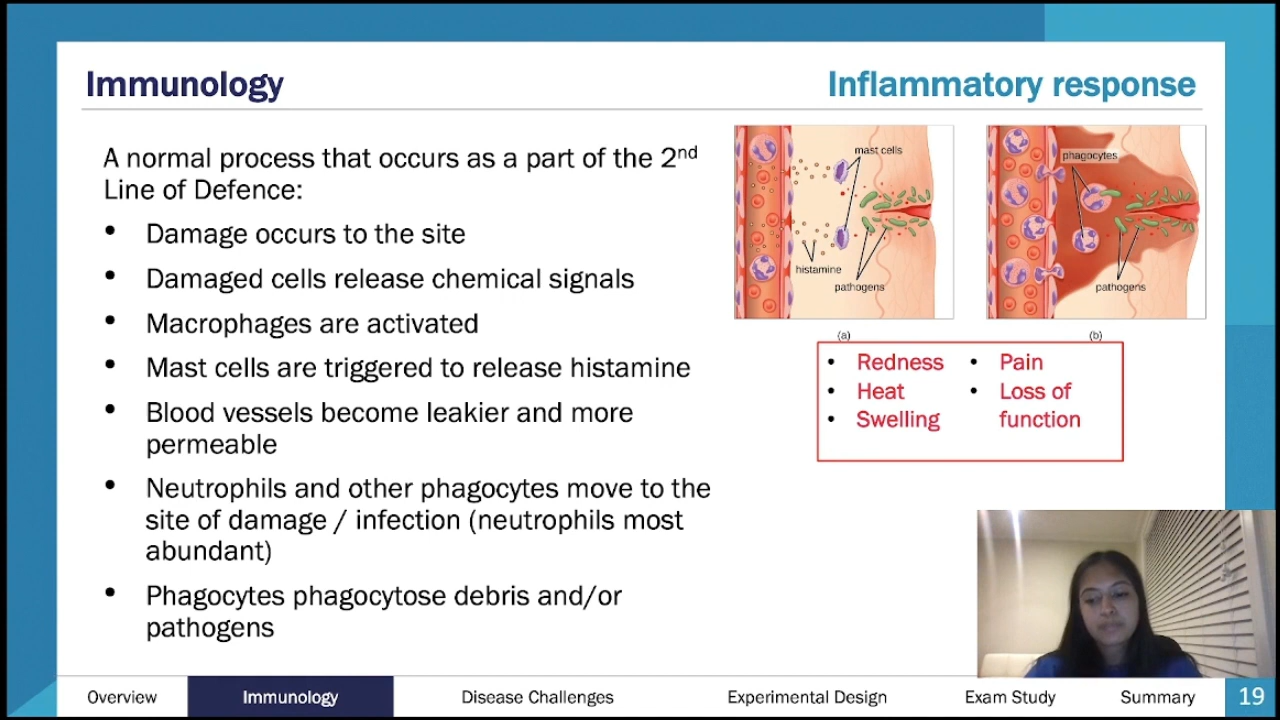 Immunology
Inflammatory response
A normal process that occurs as a part of the 2nd
Line of Defence:
• Damage occurs to the site
• Damaged cells release chemical signals
• Macrophages are activated
• Mast cells are triggered to release histamine
• Blood vessels become leakier and more
permeable
• Neutrophils and other phagocytes move to the
site of damage / infection (neutrophils most
abundant)
• Phagocytes phagocytose debris and/or
pathogens
mast cells
histamine
pathogens
(a)
phagocytes
pathogens
(b)
• Redness
• Heat
• Swelling
• Pain
• Loss of
function
Overview
Immunology
Disease Challenges
Experimental Design
Exam Study
Summary
19